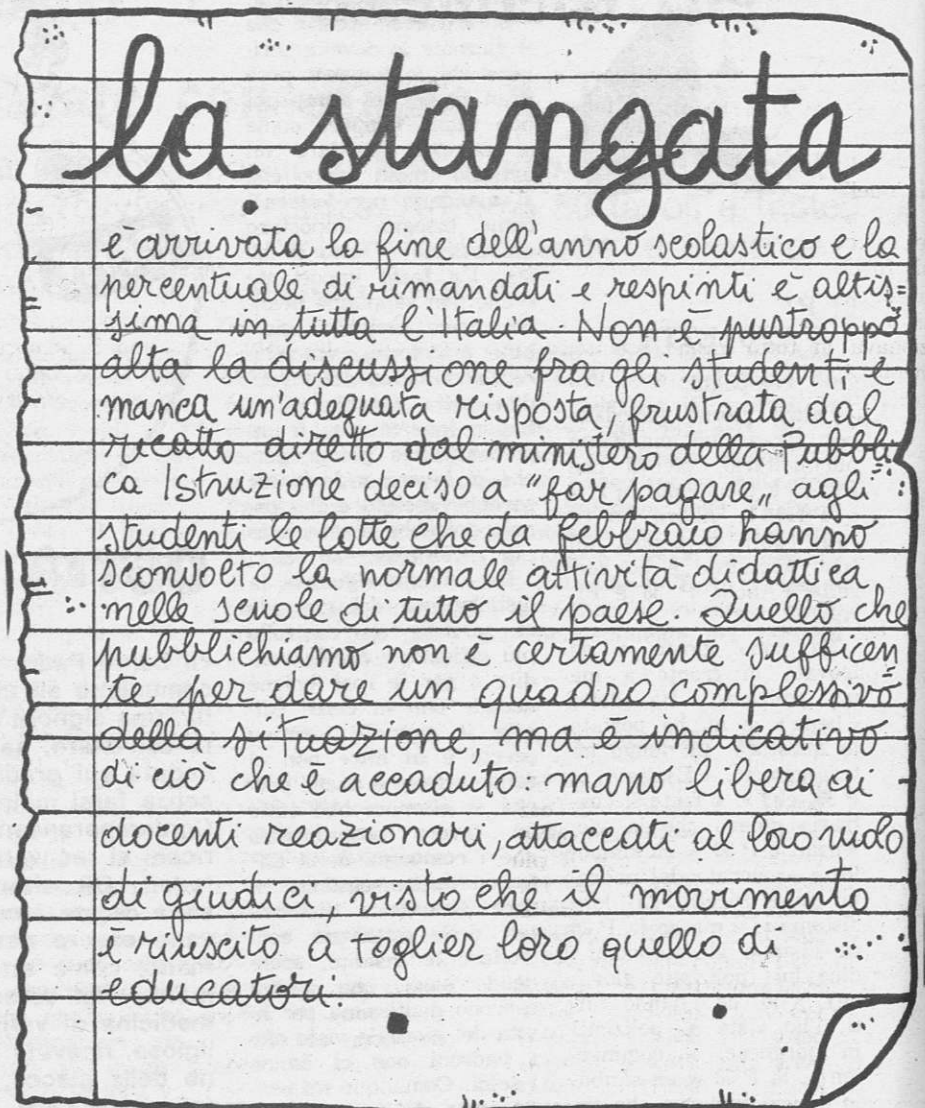 la stangata
è arrivata la fine dell'anno scolastico e la
percentuale di rimandati e respinti è altis=
sima in tutta l'Italia. Non è purtroppo
alta la discussione fra gli studenti e
manca un'adeguata risposta, frustrata dal
ricatto diretto dal ministero della Pubbli
ca Istruzione deciso a "far pagare„ agli
studenti le lotte che da febbraio hanno
sconvolto la normale attività didattica
nelle scuole di tutto il paese. Quello che
pubblichiamo non è certamente sufficen
te per dare un quadro complessivo
della situazione, ma è indicativo
di ciò che è accaduto: mano libera ai
docenti reazionari, attaccati al loro ruolo
di giudici, visto che il movimento
è riuscito a toglier loro quello di
educatori.